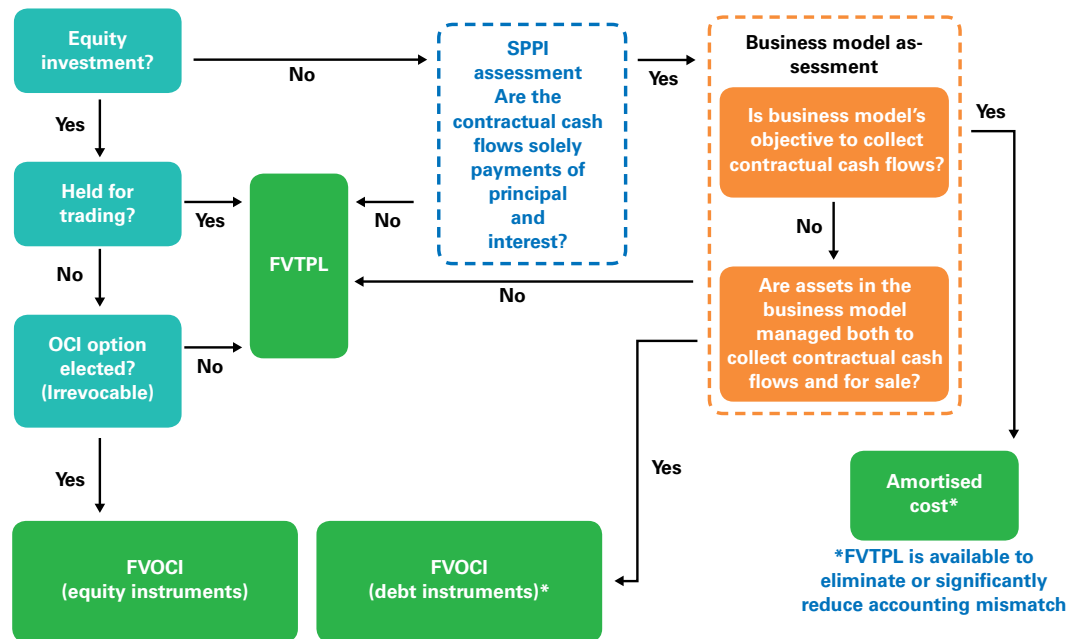 Equity
investment?
No
SPPI
assessment
Are the
contractual cash
flows solely
payments of
principal
and
interest?
Yes
Business model as-
sessment
Is business model's
objective to collect
contractual cash flows?
Yes
Yes
Held for
trading?
Yes
FVTPL
No
No
No
No
Are assets in the
business model
managed both to
collect contractual cash
flows and for sale?
OCI option
elected?
(Irrevocable)
No
Yes
Yes
Amortised
cost*
FVOCI
(equity instruments)
FVOCI
(debt instruments)*
*FVTPL is available to
eliminate or significantly
reduce accounting mismatch